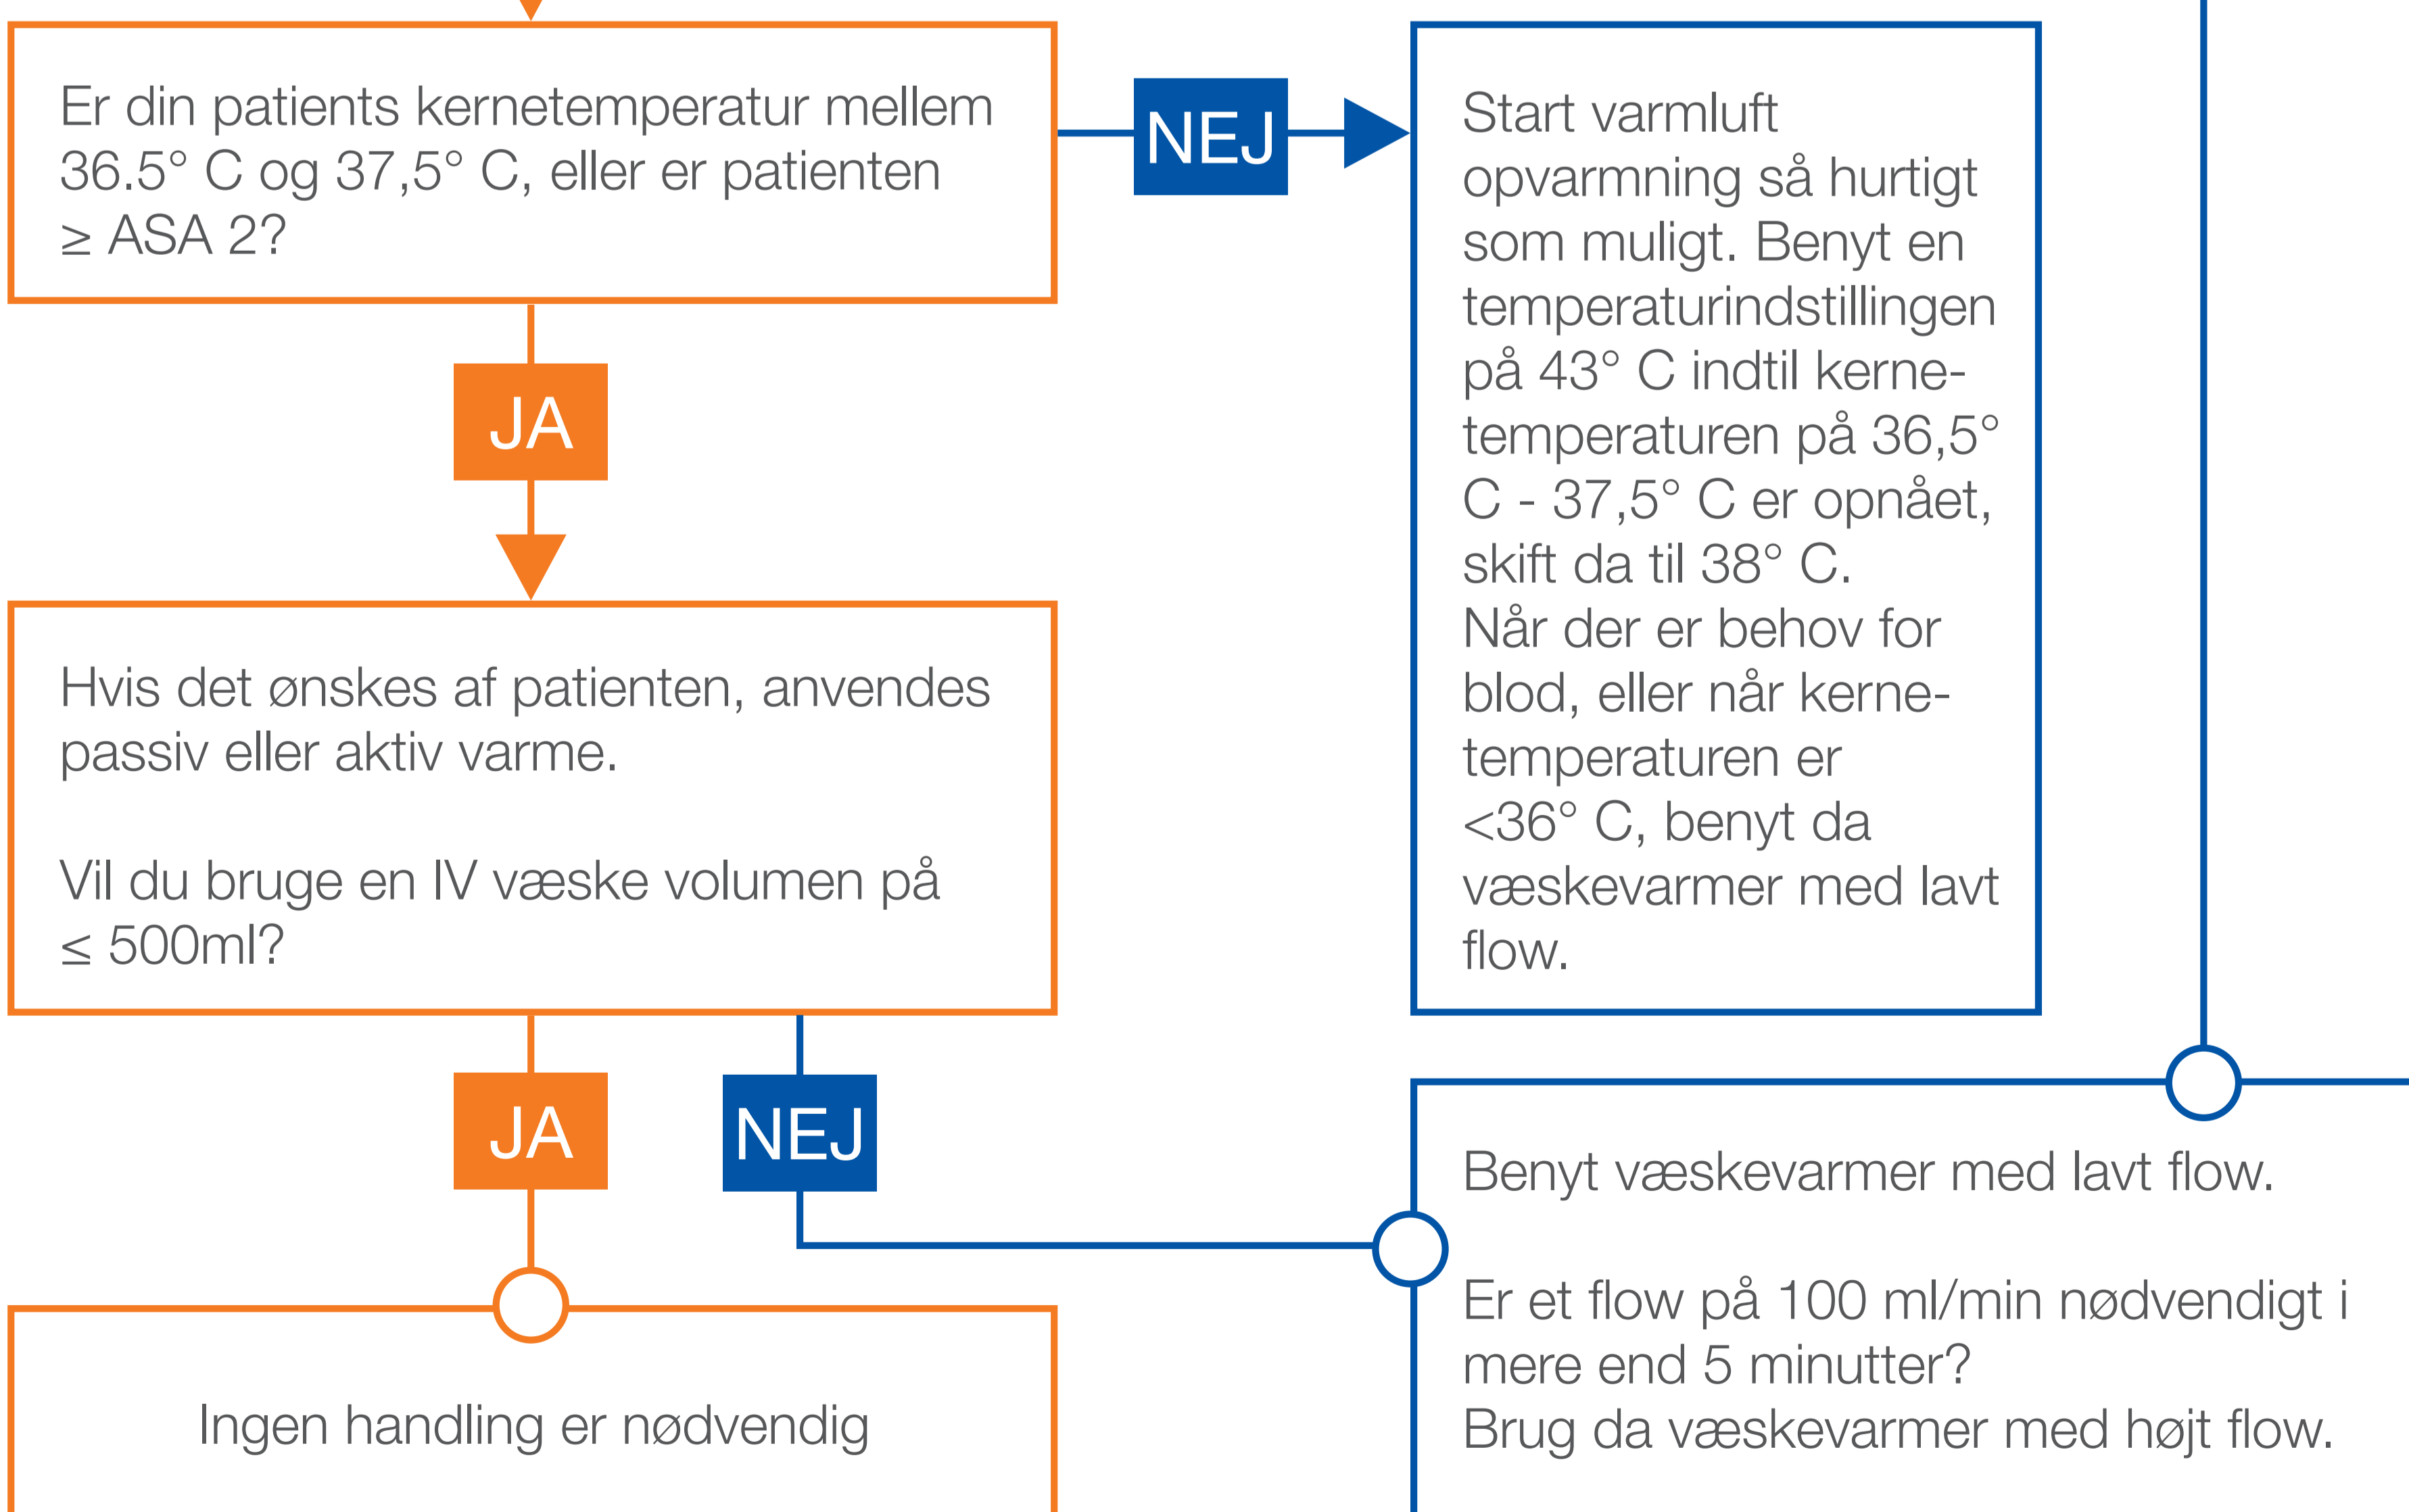 Er din patients kernetemperatur mellem
36.5° C og 37,5° C, eller er patienten
≥ ASA 2?
NEJ
Start varmluft
opvarmning så hurtigt
som muligt. Benyt en
temperaturindstillingen
på 43° C indtil kerne-
temperaturen på 36,5°
C - 37,5° C er opnået,
skift da til 38° C.
Når der er behov for
blod, eller når kerne-
temperaturen er
<36° C, benyt da
væskevarmer med lavt
flow.
JA
Hvis det ønskes af patienten, anvendes
passiv eller aktiv varme.
Vil du bruge en IV væske volumen på
≤ 500ml?
JA
NEJ
Ingen handling er nødvendig
Benyt væskevarmer med lavt flow.
Er et flow på 100 ml/min nødvendigt i
mere end 5 minutter?
Brug da væskevarmer med højt flow.